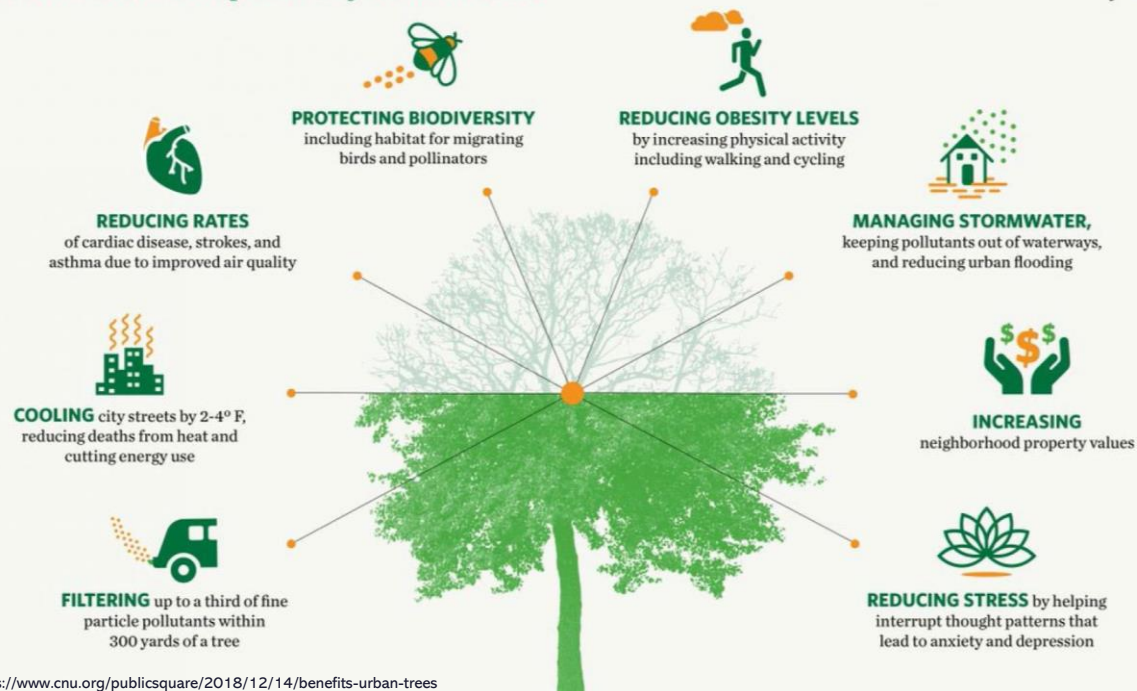 PROTECTING BIODIVERSITY
including habitat for migrating
birds and pollinators
REDUCING OBESITY LEVELS
by increasing physical activity
including walking and cycling
REDUCING RATES
of cardiac disease, strokes, and
asthma due to improved air quality
MANAGING STORMWATER,
keeping pollutants out of waterways,
and reducing urban flooding
COOLING city streets by 2-4º F,
reducing deaths from heat and
cutting energy use
$ $ $
INCREASING
neighborhood property values
FILTERING up to a third of fine
particle pollutants within
300 yards of a tree
REDUCING STRESS by helping
interrupt thought patterns that
lead to anxiety and depression
s://www.cnu.org/publicsquare/2018/12/14/benefits-urban-trees